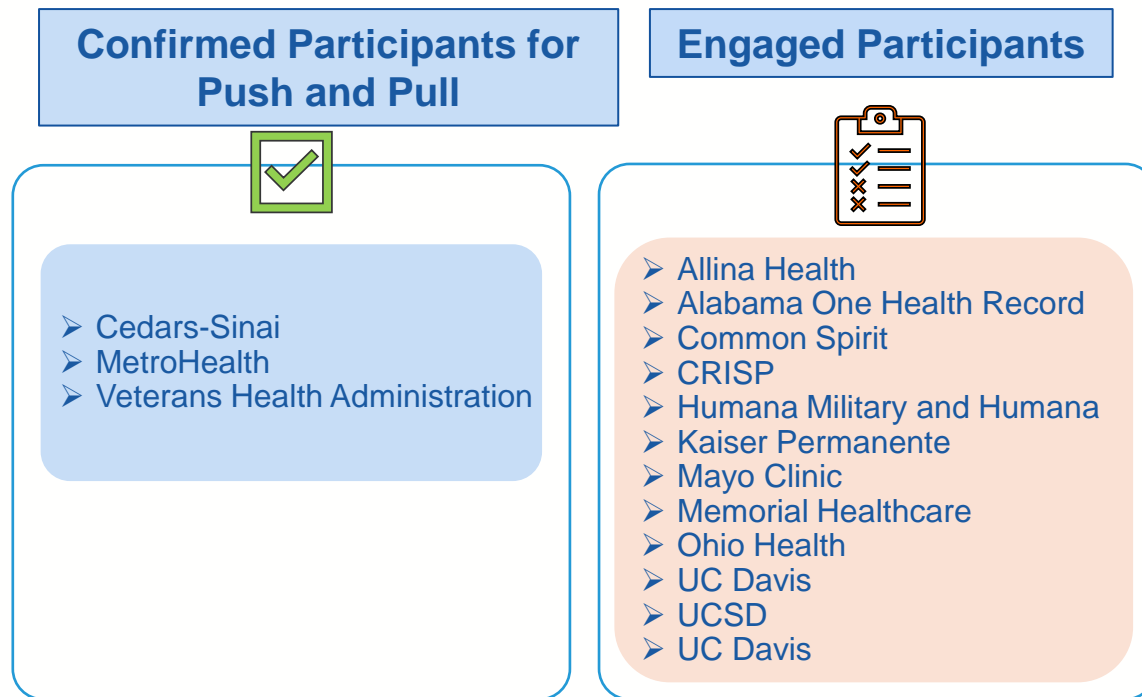 Confirmed Participants for
Push and Pull
➢ Cedars-Sinai
➢ MetroHealth
➢ Veterans Health Administration
Engaged Participants
➢ Allina Health
➢ Alabama One Health Record
➢ Common Spirit
➢ CRISP
➢ Humana Military and Humana
➢ Kaiser Permanente
➢ Mayo Clinic
➢ Memorial Healthcare
➢ Ohio Health
➢ UC Davis
➢ UCSD
➢ UC Davis